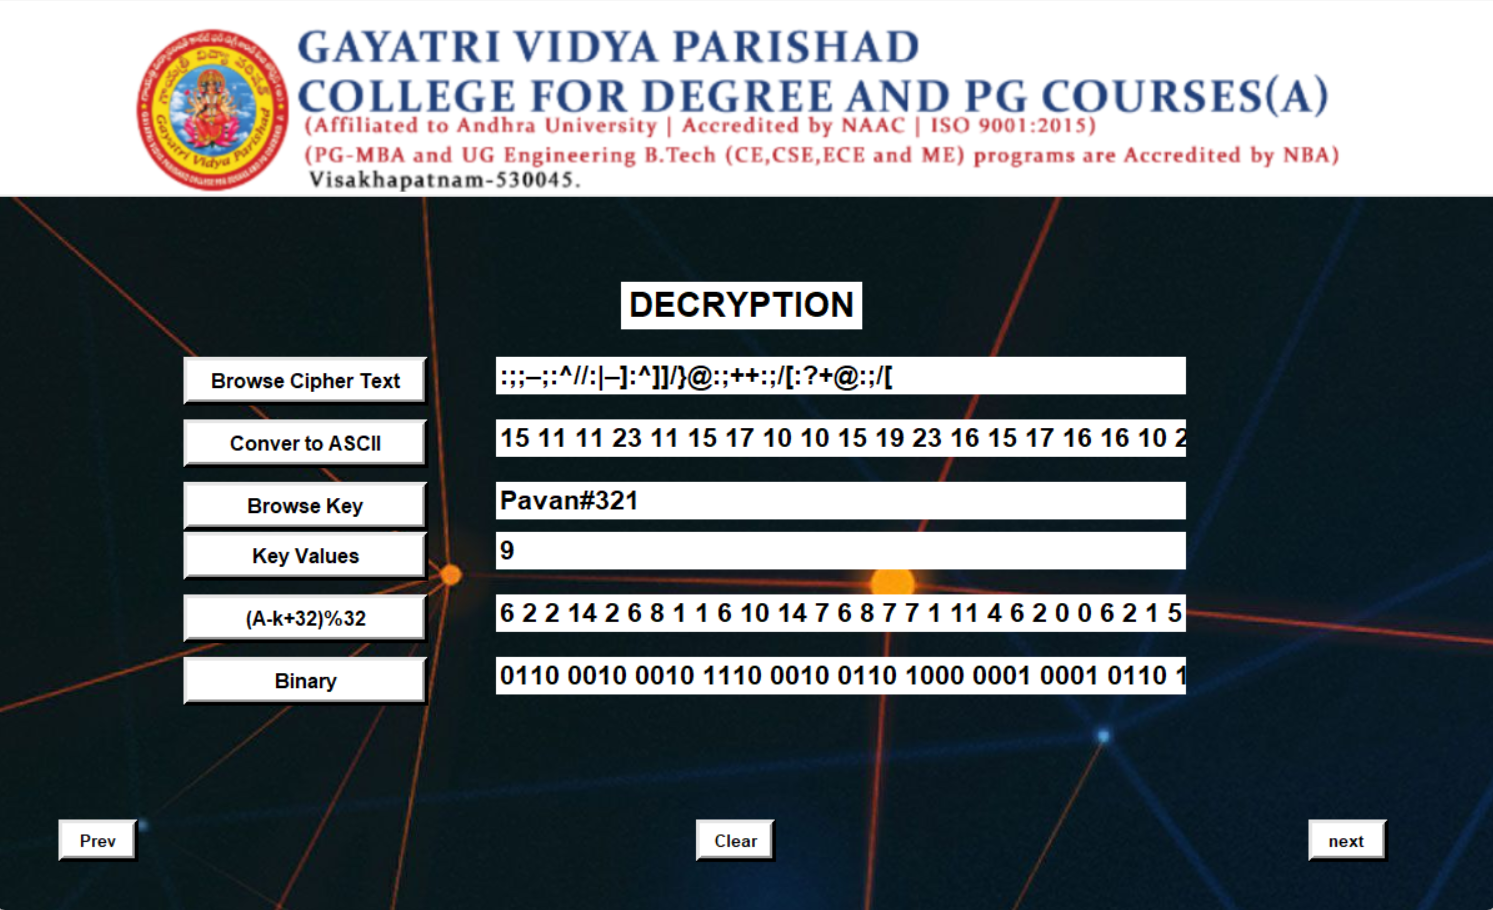 GAYATRI VIDYA PARISHAD
COLLEGE FOR DEGREE AND PG COURSES(A)
(Affiliated to Andhra University | Accredited by NAAC | ISO 9001:2015)
(PG-MBA and UG Engineering B.Tech (CE,CSE,ECE and ME) programs are Accredited by NBA)
Visakhapatnam-530045.
Gayatri Vidya Parishad
DECRYPTION
Browse Cipher Text :;;–;:^//:|–]:^]]/}@:;++:;/[:?+@:;/[
Conver to ASCII 15 11 11 23 11 15 17 10 10 15 19 23 16 15 17 16 16 10 2
Browse Key Pavan#321
Key Values 9
(A-k+32)%32 6 2 2 14 2 6 8 1 1 6 10 14 7 6 8 7 7 1 11 4 6 2 0 0 6 2 1 5
Binary 0110 0010 0010 1110 0010 0110 1000 0001 0001 0110 1
Prev Clear next